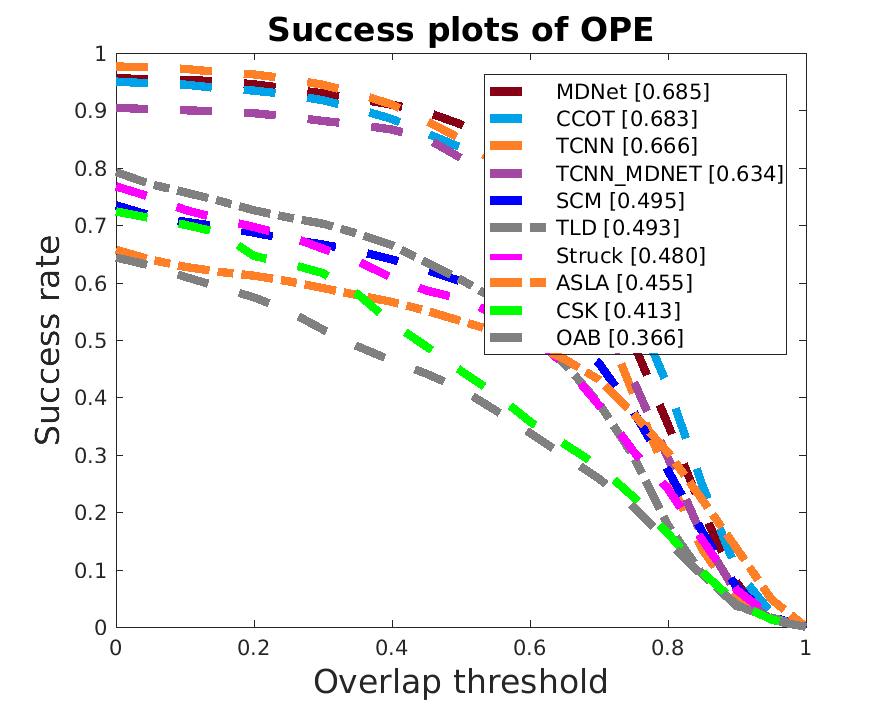 Success plots of OPE
1
0.9
0.8
0.7
0.6
0.5
0.4
0.3
0.2
0.1
0
Success rate
MDNet [0.685]
CCOT [0.683]
TCNN [0.666]
TCNN_MDNET [0.634]
SCM [0.495]
TLD [0.493]
Struck [0.480]
ASLA [0.455]
CSK [0.413]
OAB [0.366]
0 0.2 0.4 0.6 0.8 1
Overlap threshold